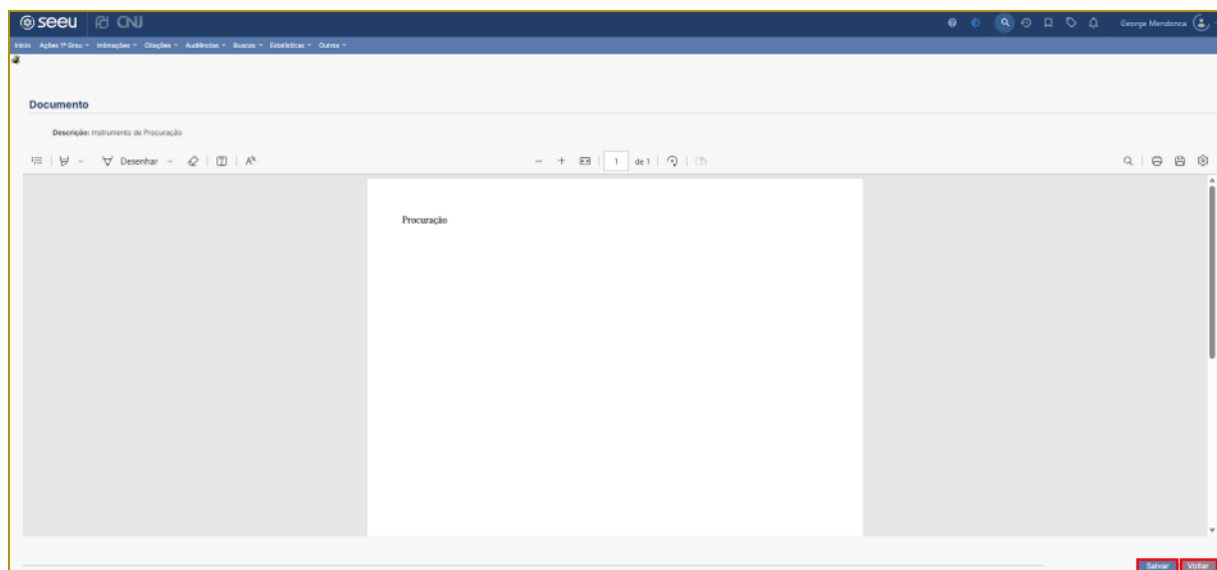 seeu CNJ George Mendonca
Início Ações 1º Grau Intimações Citações Audiências Buscas Estatísticas Outros
Documento
Descrição: Instrumento de Procuração
Desenhar 1 de 1
Procuração
Salvar Voltar